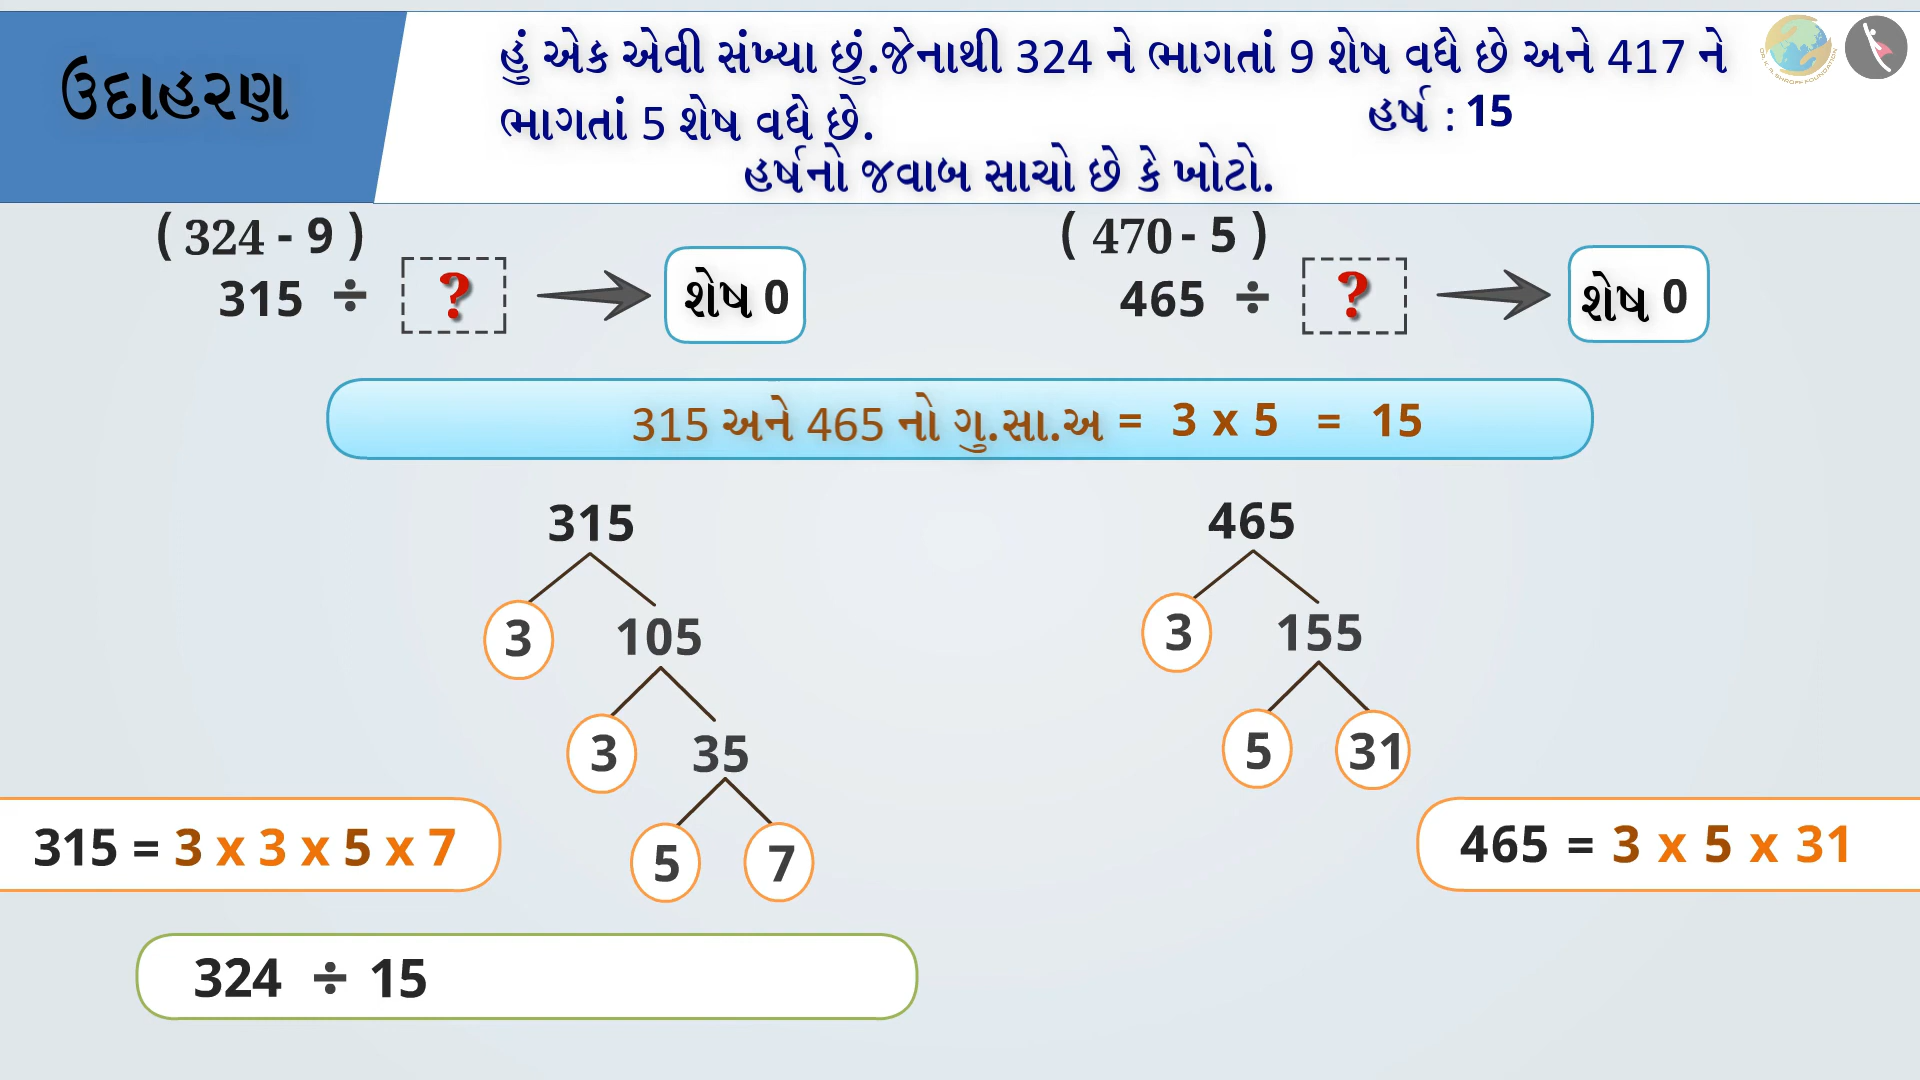 ઉદાહરણ
હું એક એવી સંખ્યા છું.જેનાથી 324 ને ભાગતાં 9 શેષ વધે છે અને 417 ને
ભાગતાં 5 શેષ વધે છે.
હર્ષ : 15
હર્ષનો જવાબ સાચો છે કે ખોટો.
( 324 - 9 )
315 ÷ ? શેષ 0
( 470 - 5 )
465 ÷ ? શેષ 0
315 અને 465 નો ગુ.સા.અ = 3 x 5 = 15
315
3 105
3 35
5 7
465
3 155
5 31
315 = 3 x 3 x 5 x 7
465 = 3 x 5 x 31
324 ÷ 15